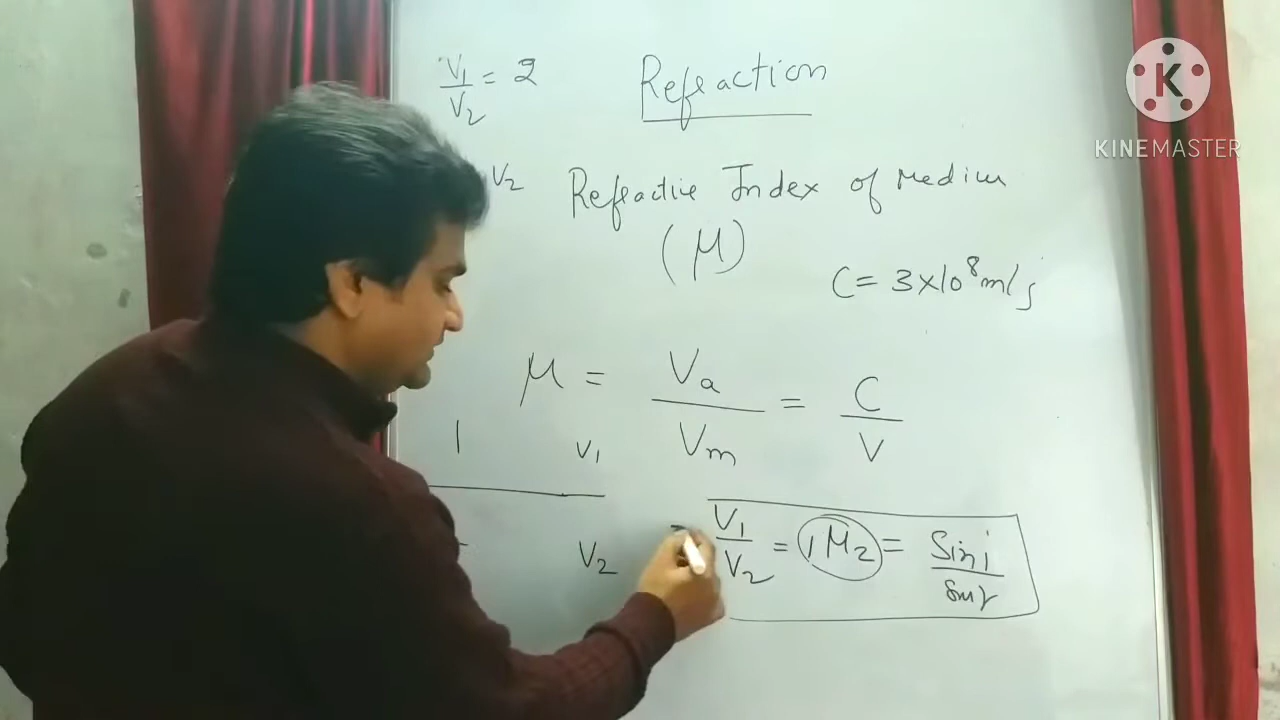 V1/V2 = 2
Refraction
V2
Refractive Index of Medium
(μ)
C = 3×10⁸ m/s
μ = Va/Vm = C/V
1
V1
V2
V1/V2 = 1μ2 = Sin i/Sin r
K
KINEMASTER